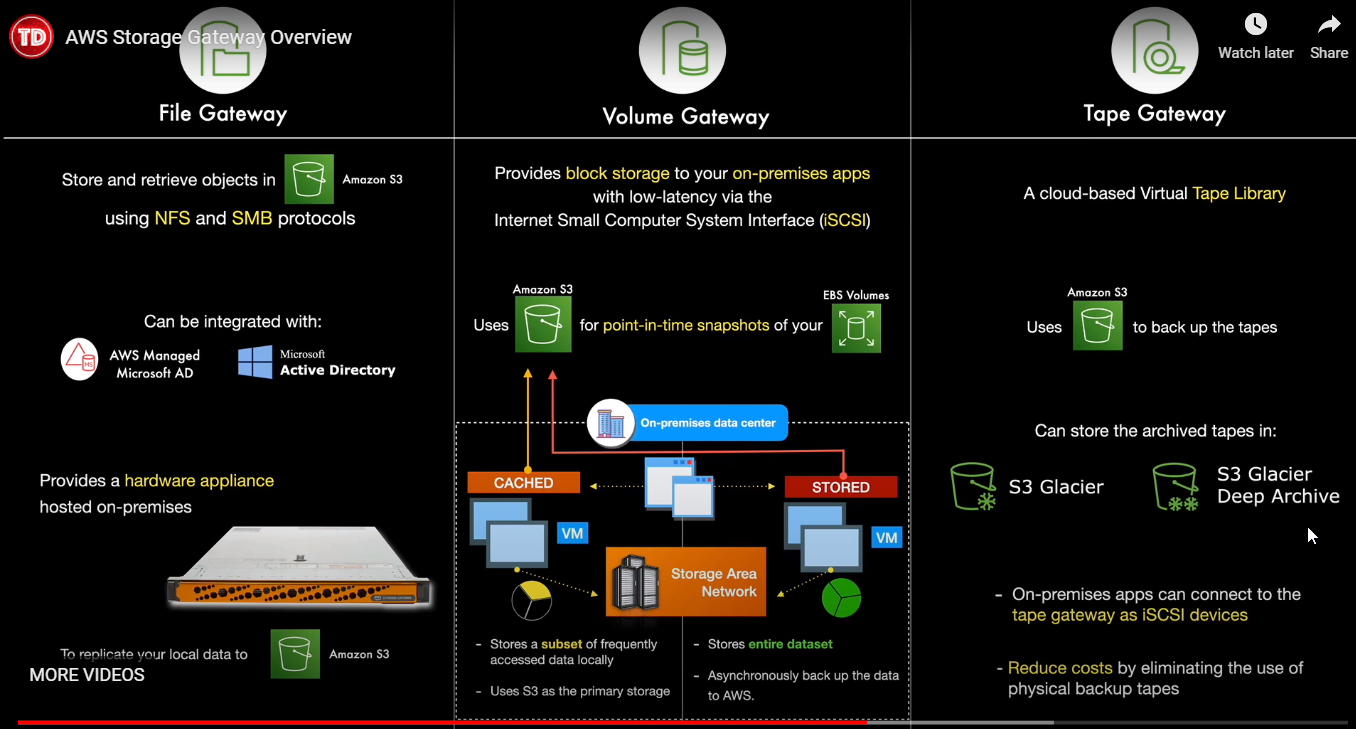 TD
AWS Storage Gateway Overview
Watch later
Share
File Gateway
Store and retrieve objects in
Amazon S3
using NFS and SMB protocols
Can be integrated with:
MS
AWS Managed
Microsoft AD
Microsoft
Active Directory
Provides a hardware appliance
hosted on-premises
To replicate your local data to
Amazon S3
MORE VIDEOS
Volume Gateway
Provides block storage to your on-premises apps
with low-latency via the
Internet Small Computer System Interface (iSCSI)
Amazon S3
EBS Volumes
Uses
for point-in-time snapshots of your
On-premises data center
CACHED
STORED
VM
VM
Storage Area
Network
- Stores a subset of frequently
accessed data locally
- Uses S3 as the primary storage
- Stores entire dataset
- Asynchronously back up the data
to AWS.
Tape Gateway
A cloud-based Virtual Tape Library
Amazon S3
Uses
to back up the tapes
Can store the archived tapes in:
S3 Glacier
S3 Glacier
Deep Archive
- On-premises apps can connect to the
tape gateway as iSCSI devices
- Reduce costs by eliminating the use of
physical backup tapes